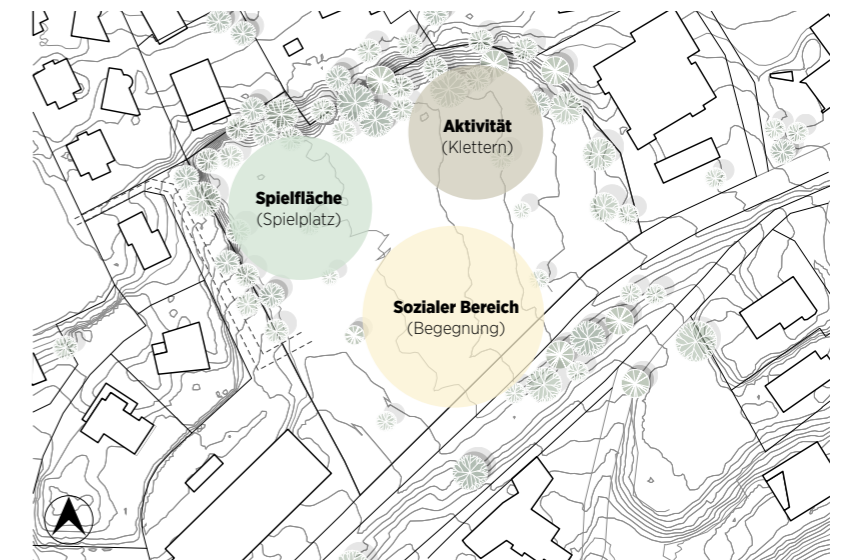 Aktivität
(Klettern)
Spielfläche
(Spielplatz)
Sozialer Bereich
(Begegnung)